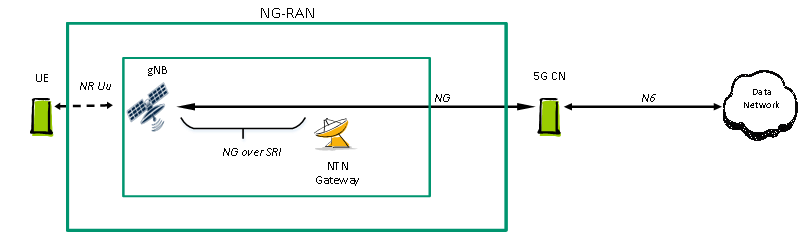 NG-RAN
UE
NR Uu
gNB
NG over SRI
NTN
Gateway
NG
5G CN
N6
Data
Network